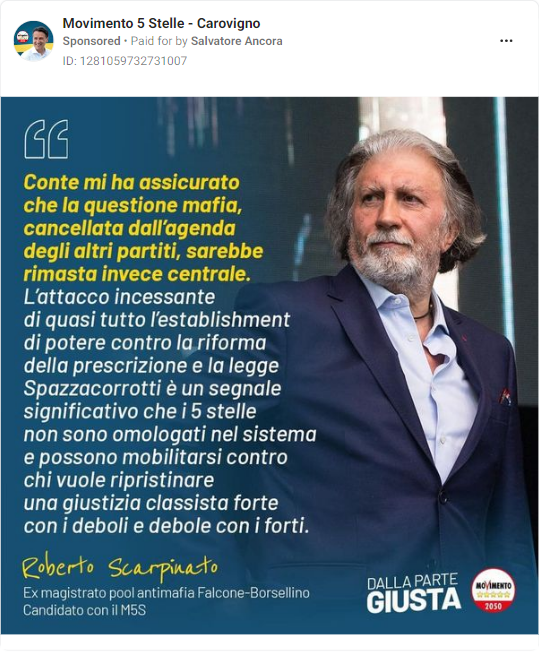 Movimento 5 Stelle - Carovigno
Sponsored • Paid for by Salvatore Ancora
ID: 1281059732731007
Conte mi ha assicurato
che la questione mafia,
cancellata dall'agenda
degli altri partiti, sarebbe
rimasta invece centrale.
L'attacco incessante
di quasi tutto l'establishment
di potere contro la riforma
della prescrizione e la legge
Spazzacorrotti è un segnale
significativo che i 5 stelle
non sono omologati nel sistema
e possono mobilitarsi contro
chi vuole ripristinare
una giustizia classista forte
con i deboli e debole con i forti.
Roberto Scarpinato
Ex magistrato pool antimafia Falcone-Borsellino
Candidato con il M5S
DALLA PARTE
GIUSTA
MOVIMENTO
2050